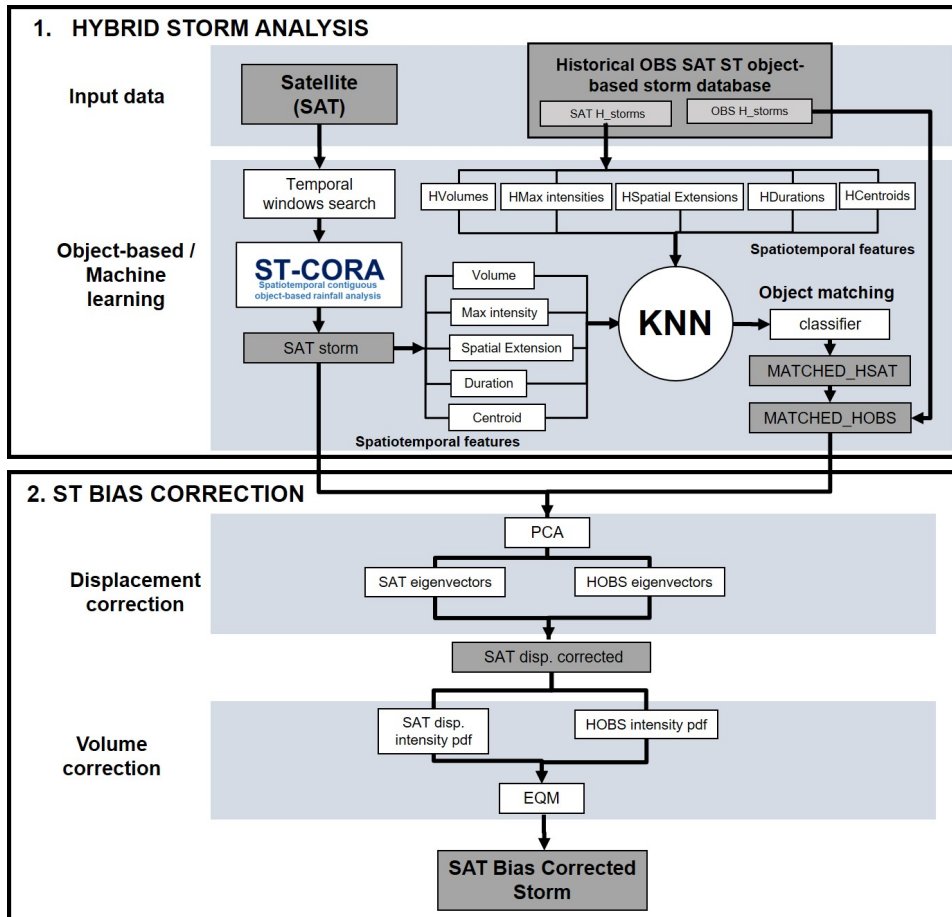 1. HYBRID STORM ANALYSIS
Input data
Satellite
(SAT)
Historical OBS SAT ST object-
based storm database
SAT H_storms
OBS H_storms
Object-based /
Machine
learning
Temporal
windows search
ST-CORA
Spatiotemporal contiguous
object-based rainfall analysis
SAT storm
HVolumes
HMax intensities
HSpatial Extensions
HDurations
HCentroids
Spatiotemporal features
Volume
Max intensity
Spatial Extension
Duration
Centroid
Spatiotemporal features
KNN
Object matching
classifier
MATCHED_HSAT
MATCHED_HOBS
2. ST BIAS CORRECTION
Displacement
correction
PCA
SAT eigenvectors
HOBS eigenvectors
SAT disp. corrected
Volume
correction
SAT disp.
intensity pdf
HOBS intensity pdf
EQM
SAT Bias Corrected
Storm